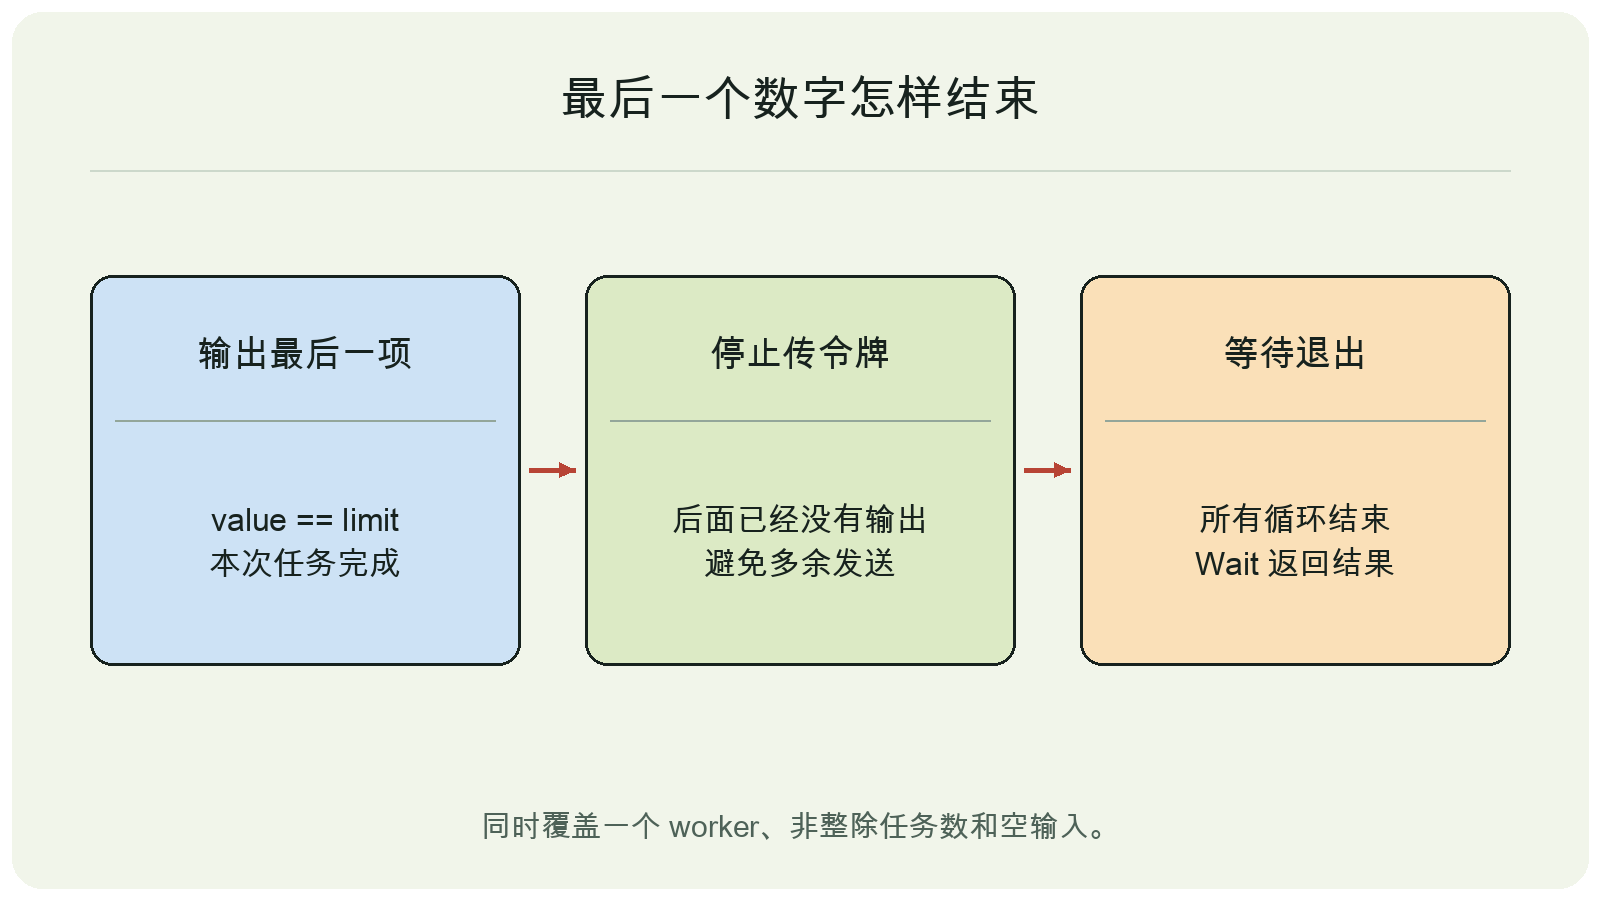 最后一个数字怎样结束
输出最后一项
value == limit
本次任务完成
停止传令牌
后面已经没有输出
避免多余发送
等待退出
所有循环结束
Wait 返回结果
同时覆盖一个 worker、非整除任务数和空输入。